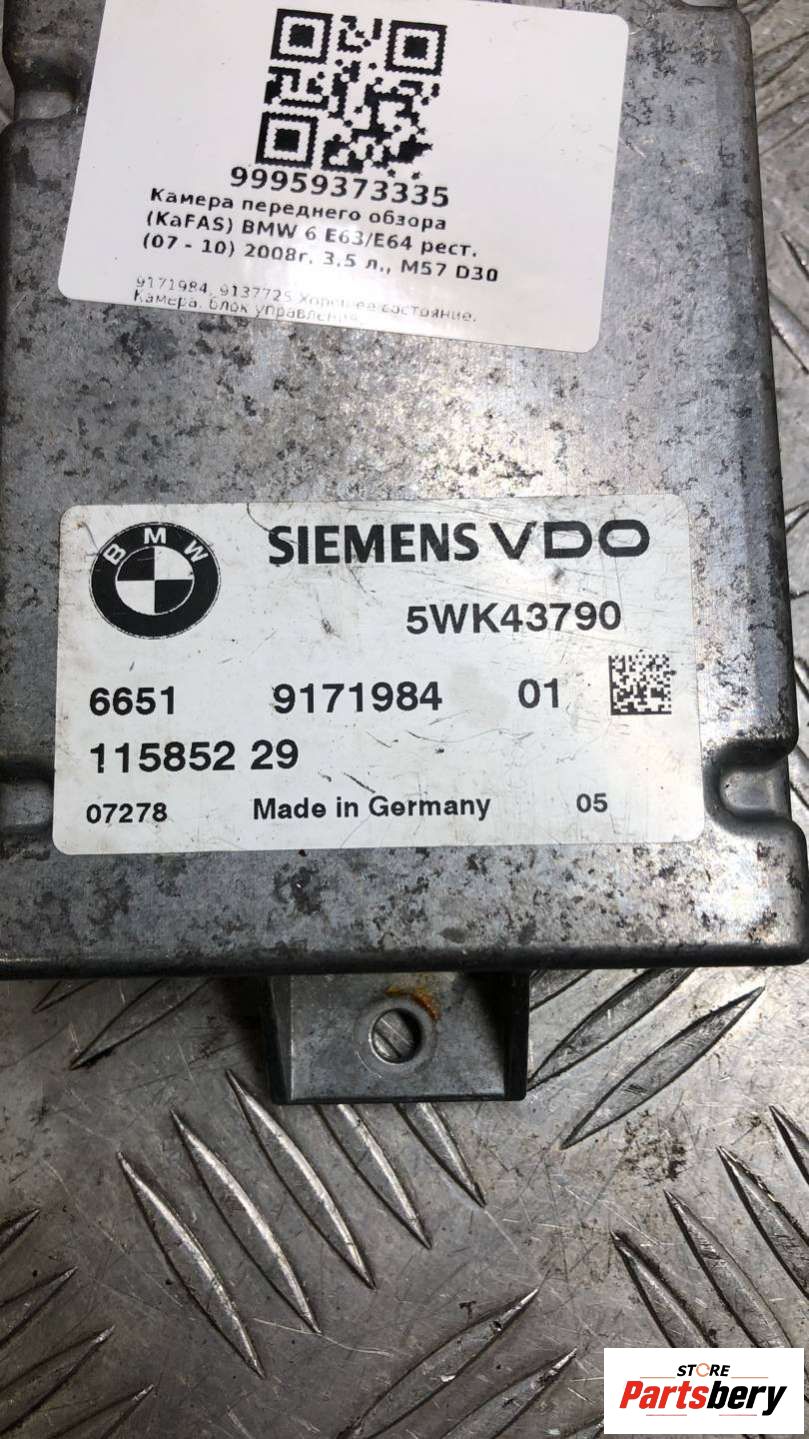 99959373335
Камера переднего обзора
(KaFAS) BMW 6 E63/E64 рест.
(07 - 10) 2008г. 3,5 л., M57 D30
9171984, 9137725 Хорошее состояние.
Камера. блок управления
BMW
SIEMENS VDO
5WK43790
6651 9171984 01
115852 29
07278 Made in Germany 05
STORE
Partsbery